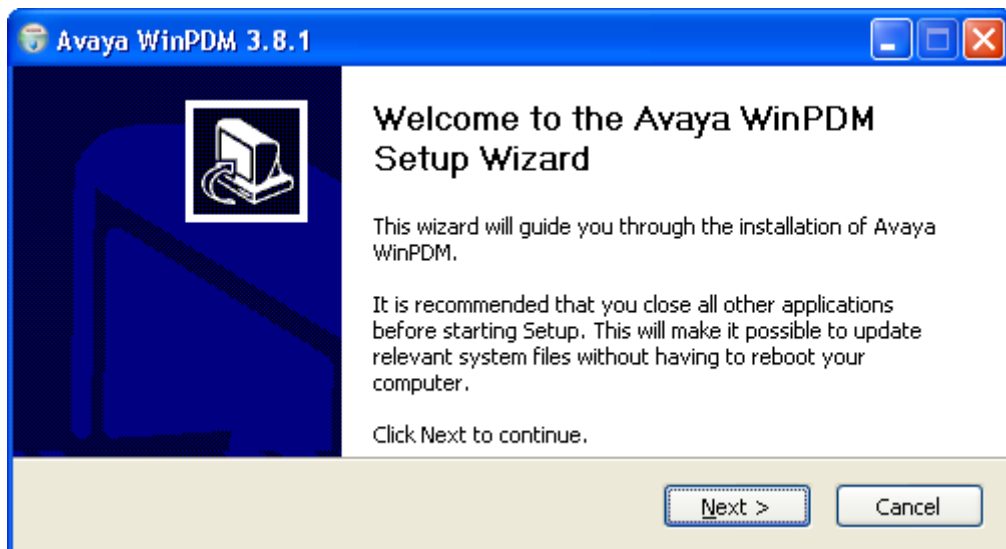 Avaya WinPDM 3.8.1
Welcome to the Avaya WinPDM
Setup Wizard
This wizard will guide you through the installation of Avaya
WinPDM.
It is recommended that you close all other applications
before starting Setup. This will make it possible to update
relevant system files without having to reboot your
computer.
Click Next to continue.
Next >
Cancel